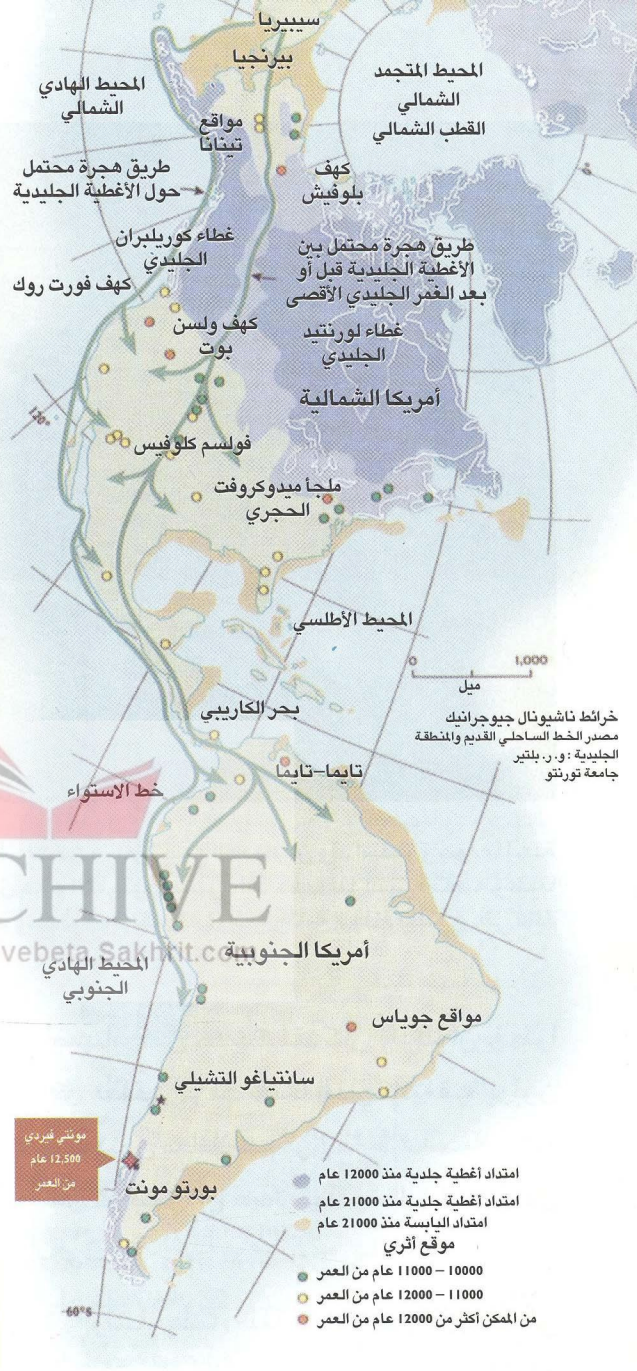 سيبيريا
بيرنجيا
المحيط الهادي
الشمالي
المحيط المتجمد
الشمالي
القطب الشمالي
مواقع
تينانا
كهف
بلوفيش
طريق هجرة محتمل
حول الأغطية الجليدية
غطاء كوريلبران
الجليدي
طريق هجرة محتمل بين
الأغطية الجليدية قبل أو
بعد الغمر الجليدي الأقصى
كهف فورت روك
كهف ولسن
بوت
غطاء لورنتيد
الجليدي
أمريكا الشمالية
120°
فولسم كلوفيس
ملجأ ميدوكروفت
الحجري
المحيط الأطلسي
0 1,000
ميل
بحر الكاريبي
خرائط ناشيونال جيوجرانيك
مصدر الخط الساحلي القديم والمنطقة
الجليدية : و. ر. بلتير
جامعة تورنتو
تايما-تايما
خط الاستواء
CHIVE
vebeta.Sakhrit.com
أمريكا الجنوبية
المحيط الهادي
الجنوبي
مواقع جوياس
سانتياغو التشيلي
مونتي فيردي
12,500 عام
من العمر
بورتو مونت
امتداد أغطية جلدية منذ 12000 عام
امتداد أغطية جلدية منذ 21000 عام
امتداد اليابسة منذ 21000 عام
موقع أثري
10000 – 11000 عام من العمر
11000 – 12000 عام من العمر
من الممكن أكثر من 12000 عام من العمر
60°S